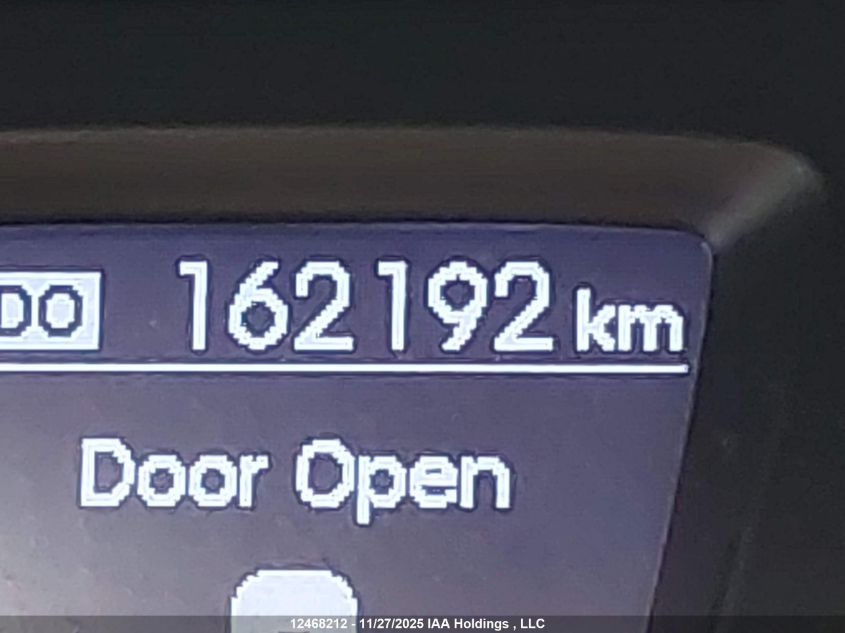 DO 162192 km
Door Open
12468212 - 11/27/2025 IAA Holdings , LLC